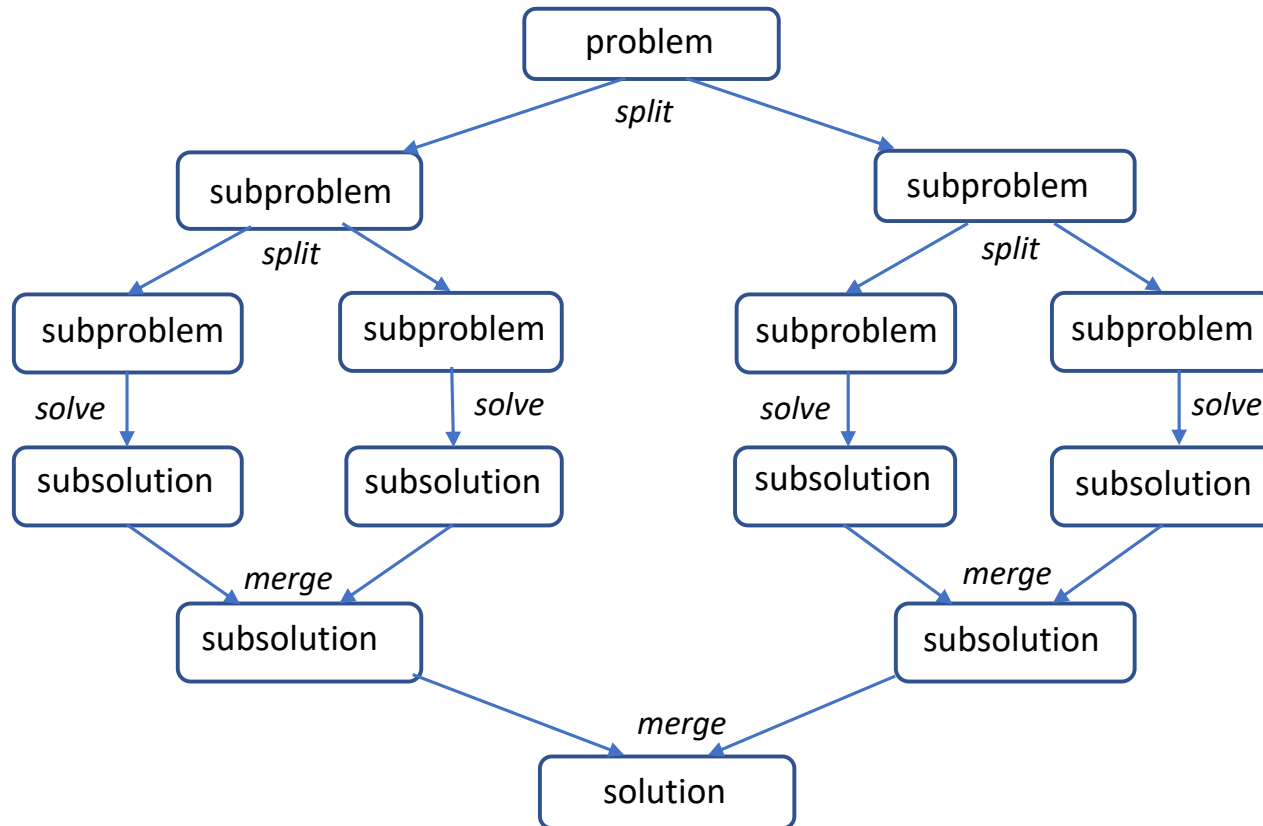 problem
split
subproblem
subproblem
split
split
subproblem
subproblem
subproblem
subproblem
solve
solve
solve
solve
subsolution
subsolution
subsolution
subsolution
merge
merge
subsolution
subsolution
merge
solution